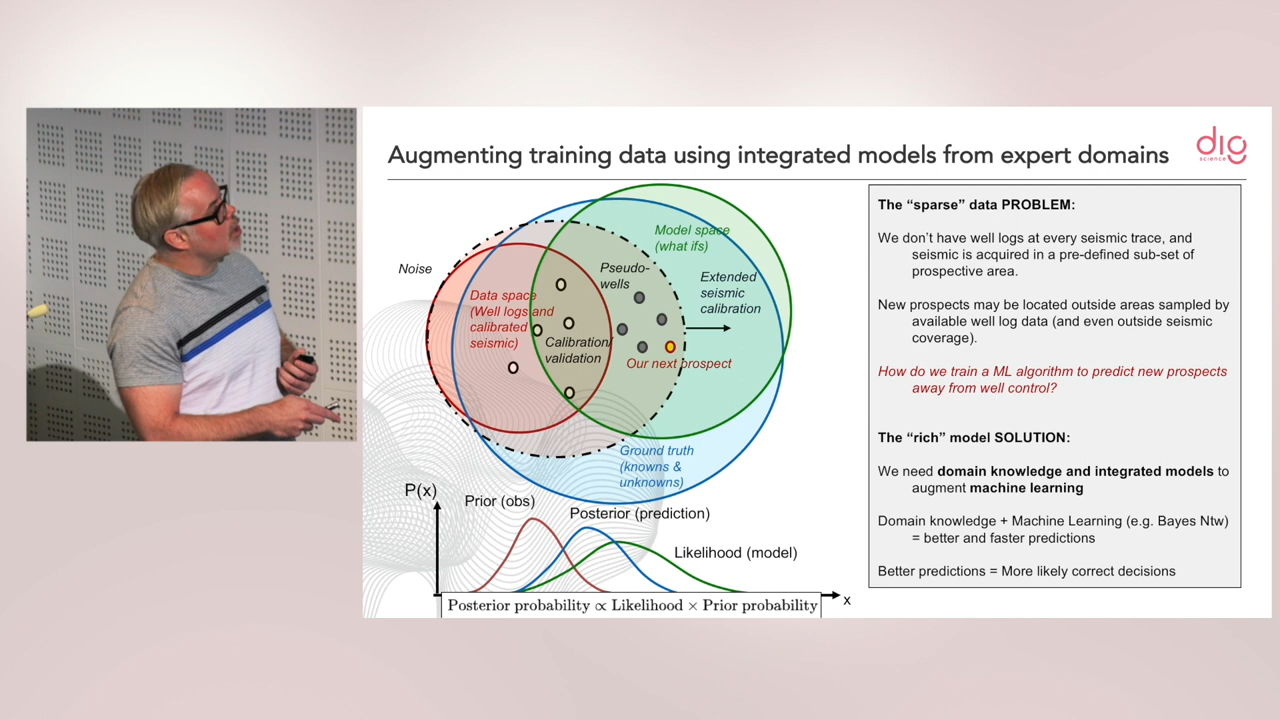 Augmenting training data using integrated models from expert domains
dig
science
Noise
Model space
(what ifs)
Pseudo-
wells
Extended
seismic
calibration
Data space
(Well logs and
calibrated
seismic)
Calibration/
validation
Our next prospect
Ground truth
(knowns &
unknowns)
P(x)
Prior (obs)
Posterior (prediction)
Likelihood (model)
x
Posterior probability ∝ Likelihood × Prior probability
The “sparse” data PROBLEM:
We don’t have well logs at every seismic trace, and
seismic is acquired in a pre-defined sub-set of
prospective area.
New prospects may be located outside areas sampled by
available well log data (and even outside seismic
coverage).
How do we train a ML algorithm to predict new prospects
away from well control?
The “rich” model SOLUTION:
We need domain knowledge and integrated models to
augment machine learning
Domain knowledge + Machine Learning (e.g. Bayes Ntw)
= better and faster predictions
Better predictions = More likely correct decisions